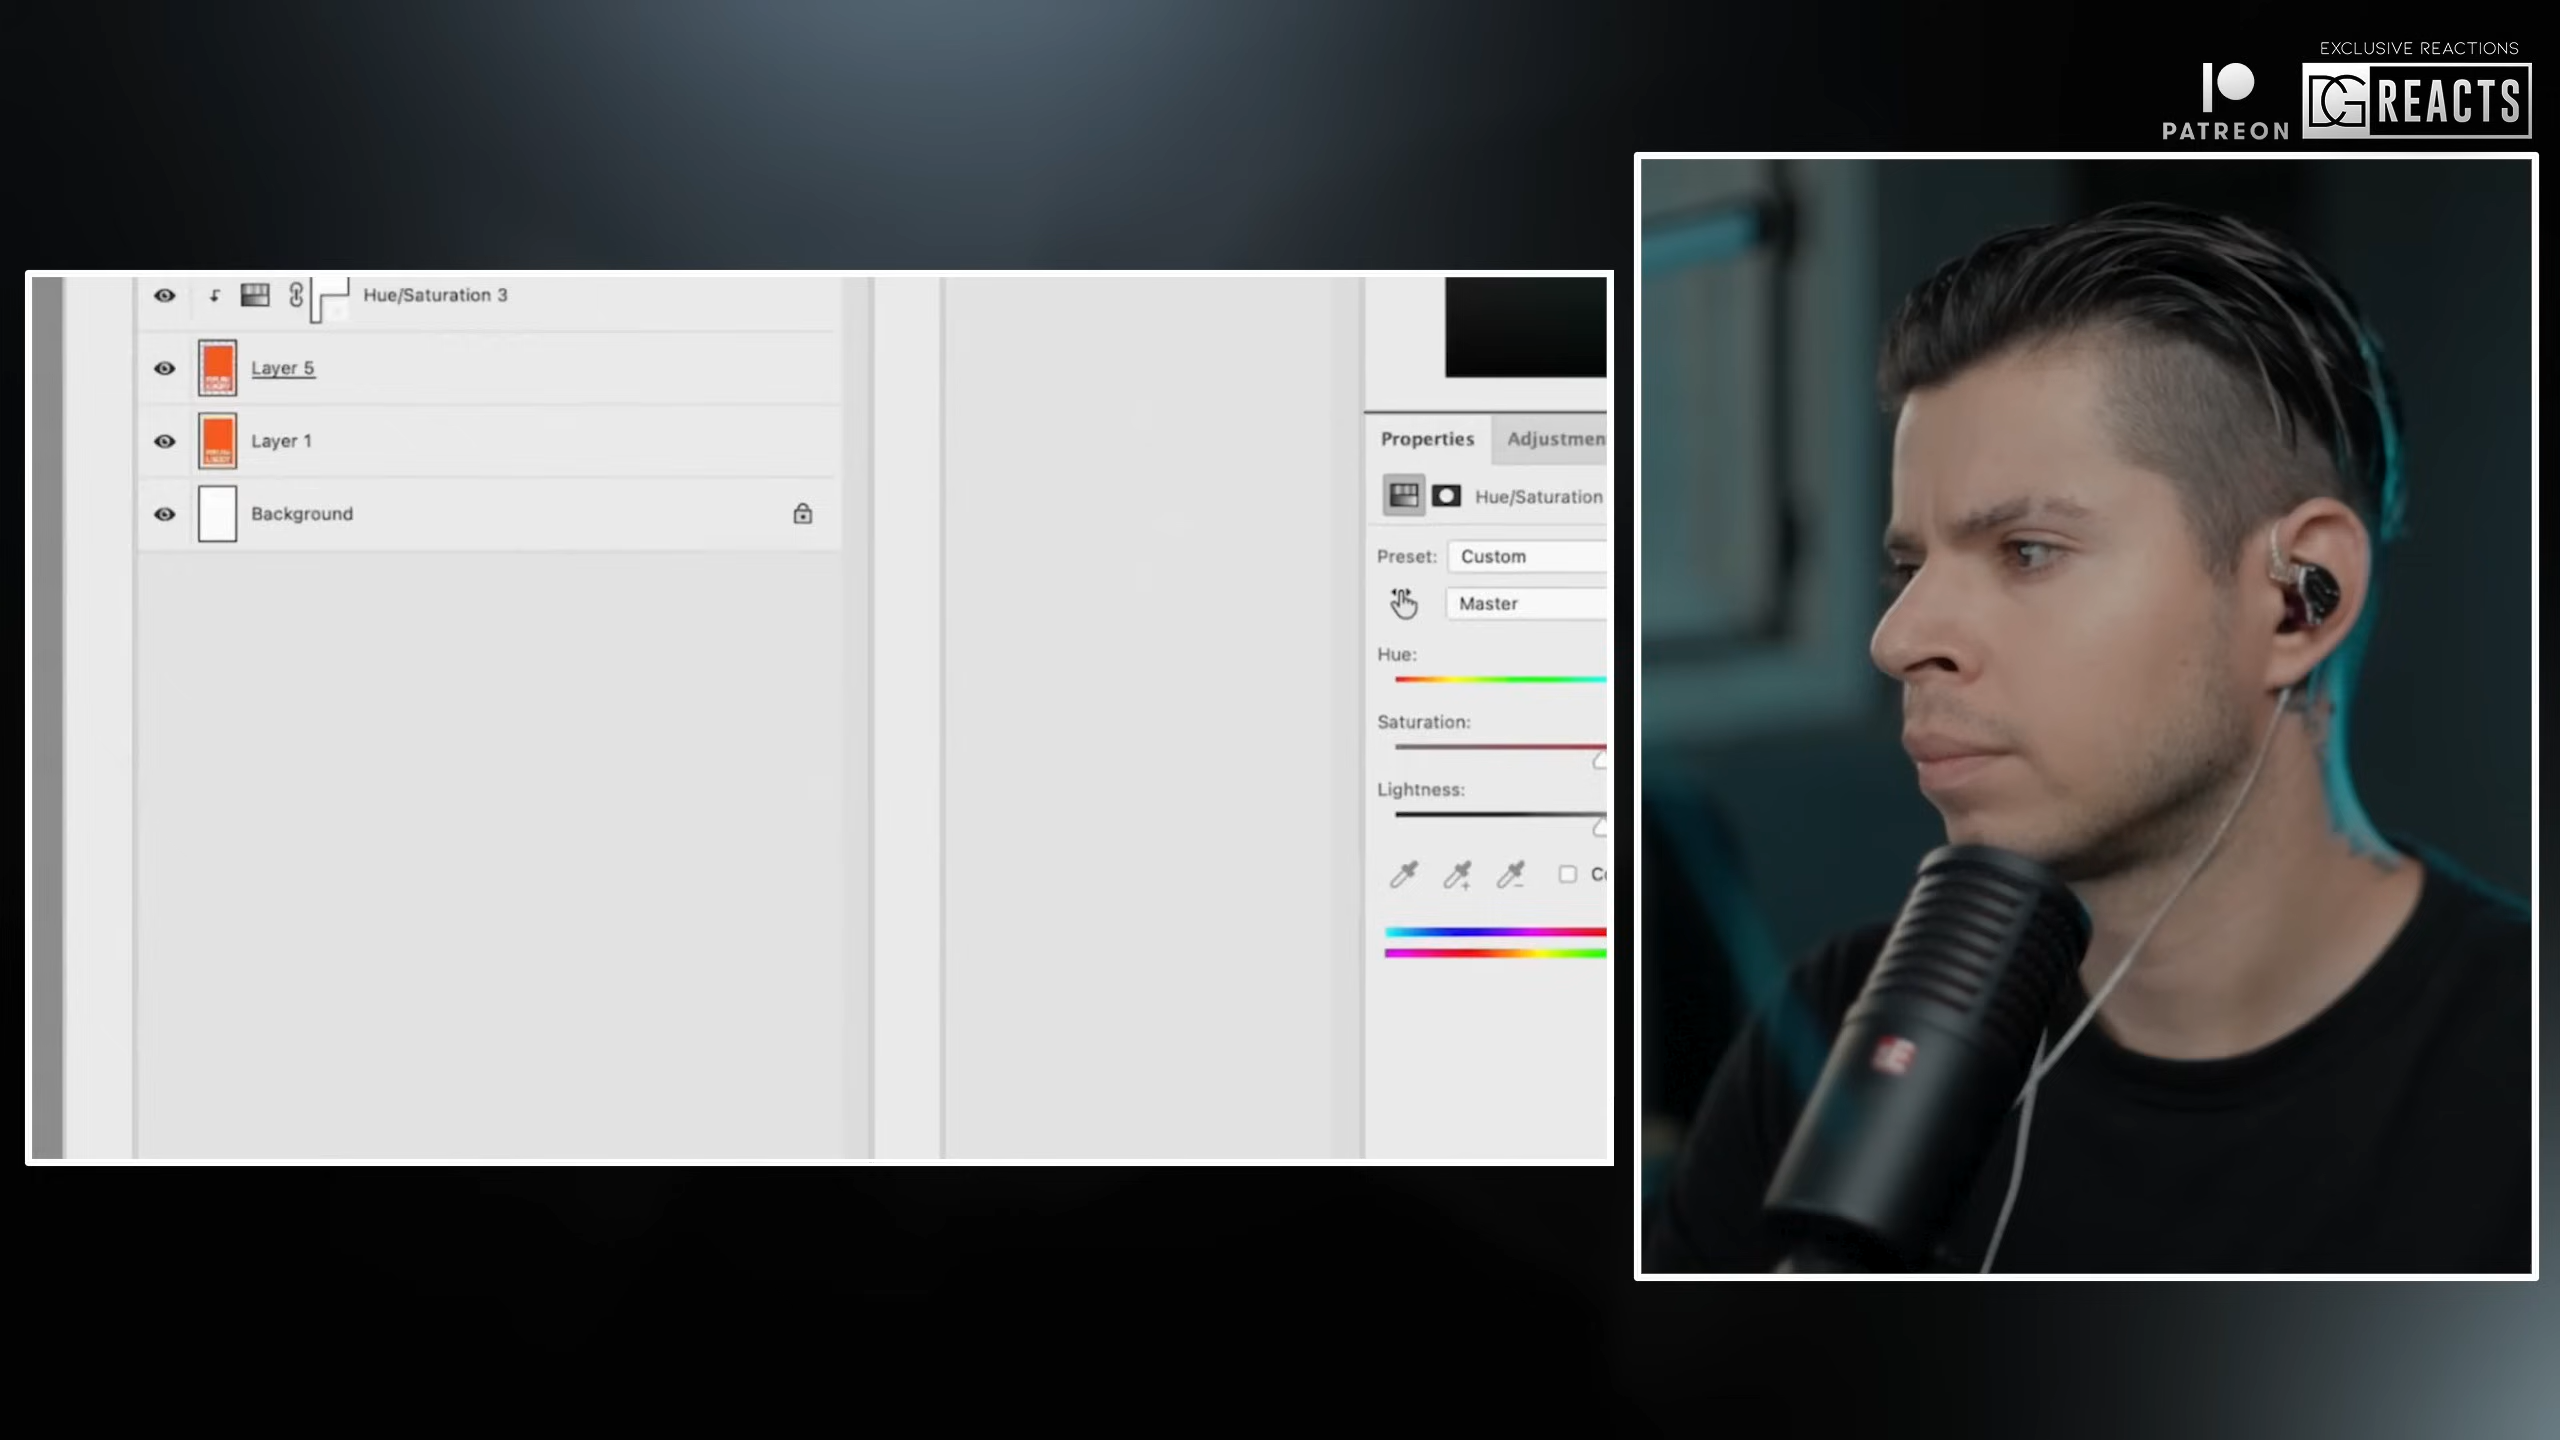 EXCLUSIVE REACTIONS
PATREON
DG REACTS
Hue/Saturation 3
Layer 5
Layer 1
Background
Properties
Adjustmen
Hue/Saturation
Preset:
Custom
Master
Hue:
Saturation:
Lightness: